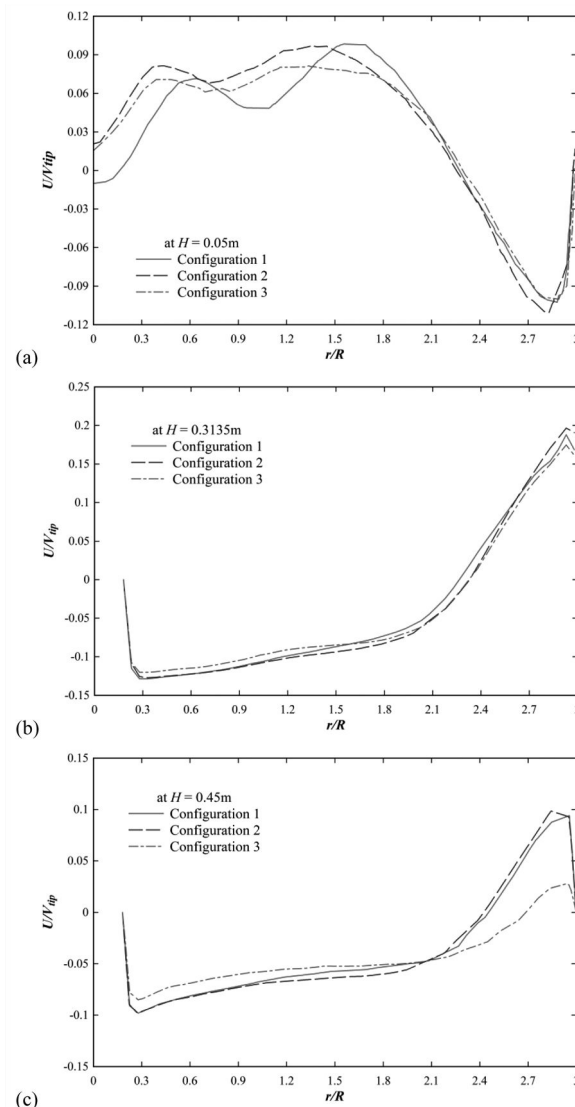 0.12
0.09
0.06
0.03
0
-0.03
-0.06
-0.09
-0.12
U/Vtip
at H = 0.05m
Configuration 1
Configuration 2
Configuration 3
0 0.3 0.6 0.9 1.2 1.5 1.8 2.1 2.4 2.7 3
r/R
(a)
0.25
0.2
0.15
0.1
0.05
0
-0.05
-0.1
-0.15
U/Vtip
at H = 0.3135m
Configuration 1
Configuration 2
Configuration 3
0 0.3 0.6 0.9 1.2 1.5 1.8 2.1 2.4 2.7 3
r/R
(b)
0.15
0.1
0.05
0
-0.05
-0.1
-0.15
U/Vtip
at H = 0.45m
Configuration 1
Configuration 2
Configuration 3
0 0.3 0.6 0.9 1.2 1.5 1.8 2.1 2.4 2.7 3
r/R
(c)